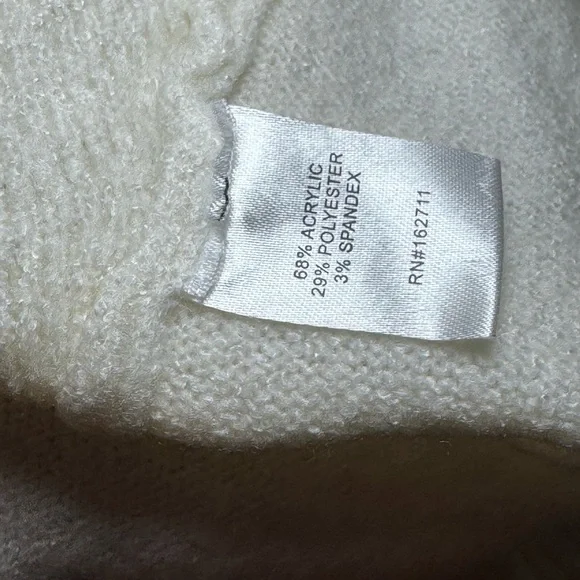 68% ACRYLIC
29% POLYESTER
3% SPANDEX
RN#162711